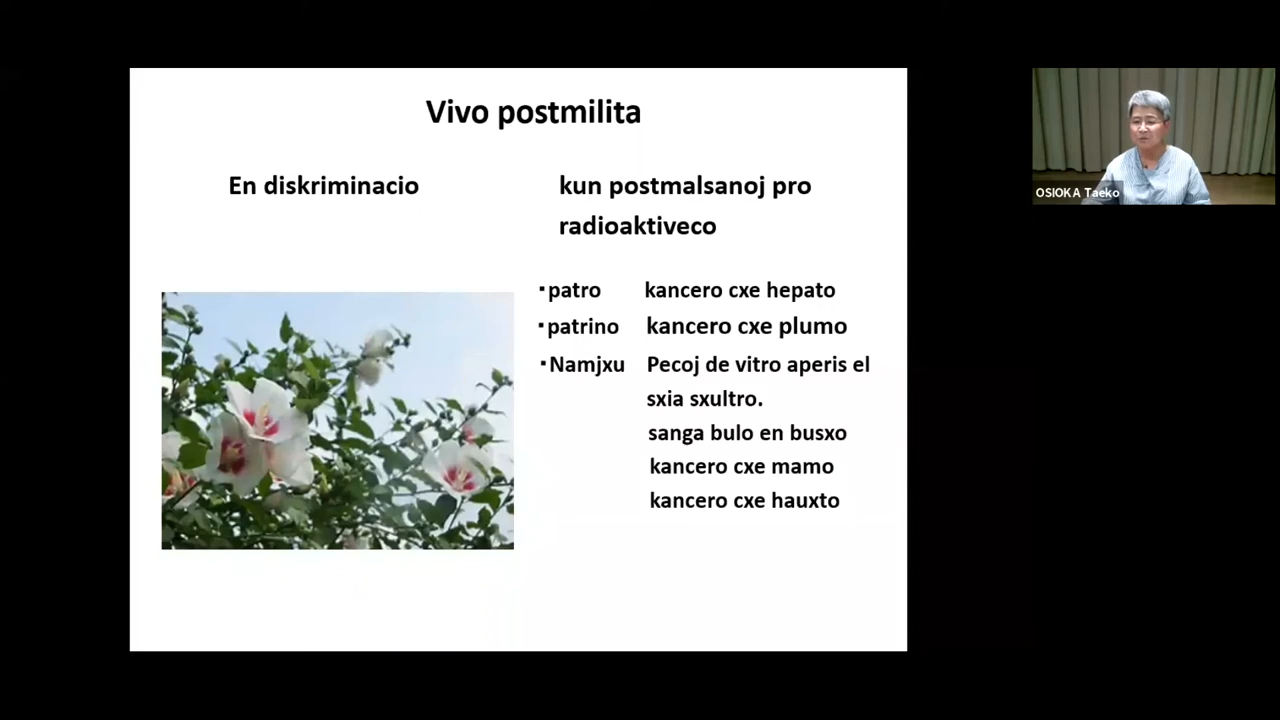 Vivo postmilita
En diskriminacio
kun postmalsanoj pro
radioaktiveco
·patro kancero cxe hepato
·patrino kancero cxe plumo
·Namjxu Pecoj de vitro aperis el
sxia sxultro.
sanga bulo en busxo
kancero cxe mamo
kancero cxe hauxto
OSIOKA Taeko